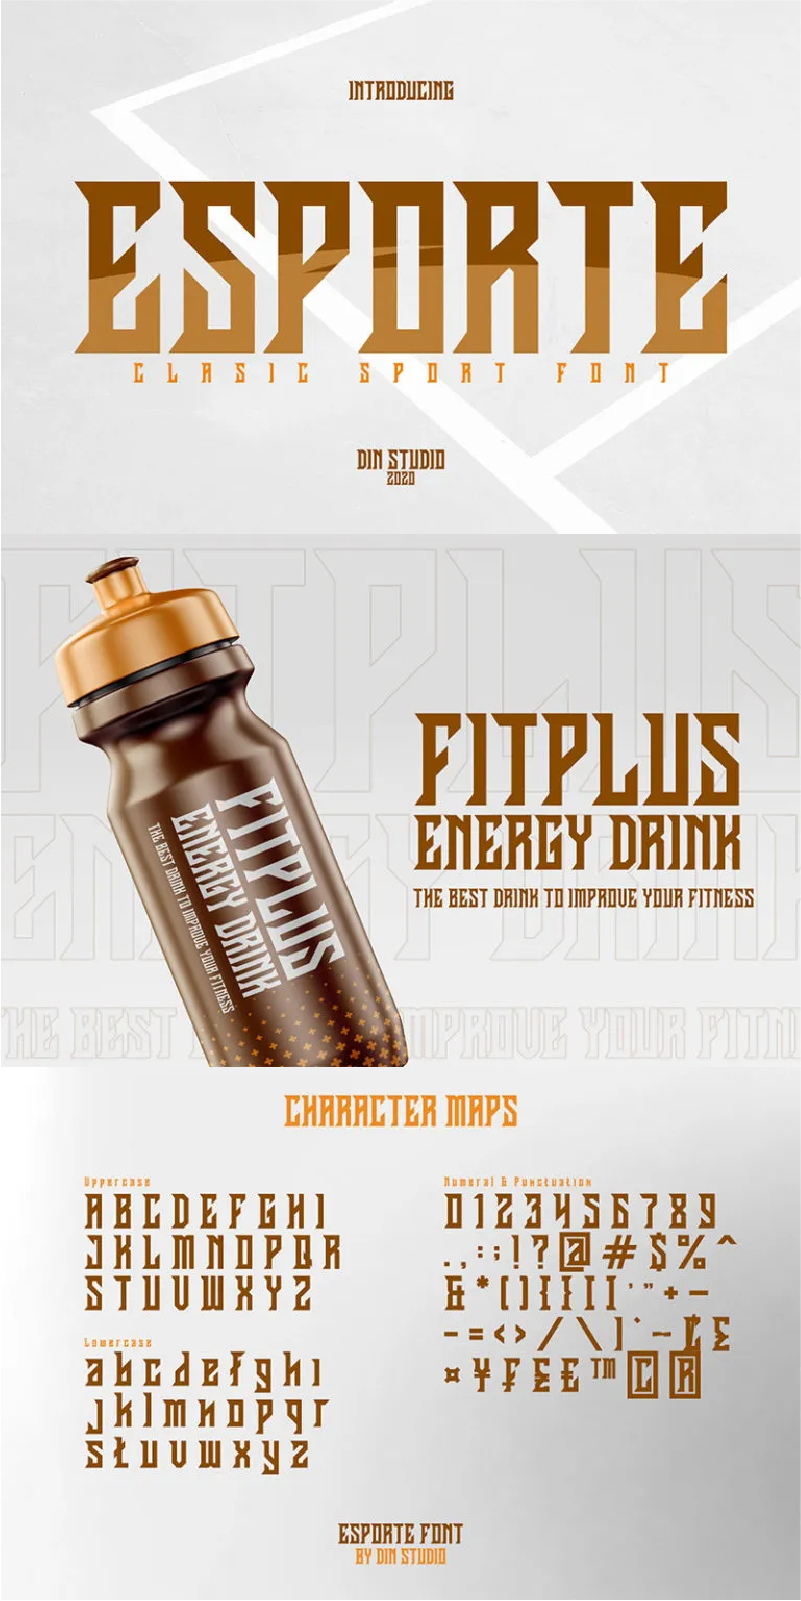 INTRODUCING
ESPORTE
CLASIC SPORT FONT
DIN STUDIO
2020
FITPLUS
ENERGY DRINK
THE BEST DRINK TO IMPROVE YOUR FITNESS
FITPLUS
ENERGY DRINK
THE BEST DRINK TO IMPROVE YOUR FITNESS
CHARACTER MAPS
Uppercase
ABCDEFGHI
JKLMNOPQR
STUVWXYZ
Lowercase
abcdefghi
jklmnopqr
stuvwxyz
Numeral & Punctuation
0123456789
.,:;!?@#$%^
&*(){}[]'"+−
-=<>/\]`~₡£
¤¥₣££™©®
ESPORTE FONT
BY DIN STUDIO